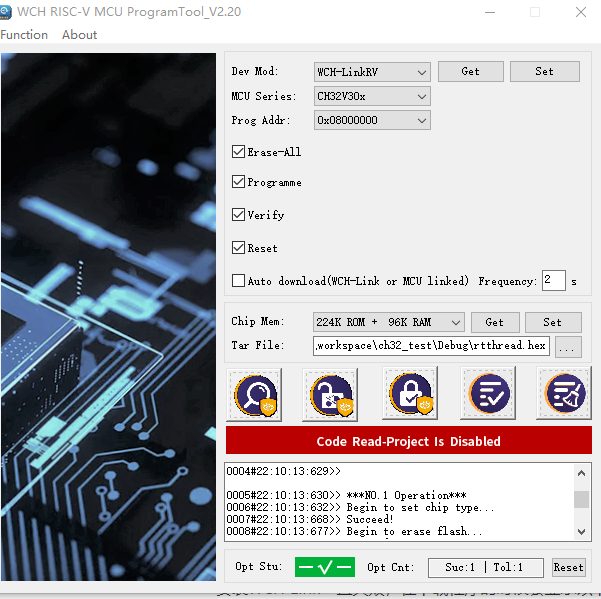 WCH RISC-V MCU ProgramTool_V2.20
Function About
Dev Mod: WCH-LinkRV Get Set
MCU Series: CH32V30x
Prog Addr: 0x08000000
Erase-All
Programme
Verify
Reset
Auto download(WCH-Link or MCU linked) Frequency: 2 s
Chip Mem: 224K ROM + 96K RAM Get Set
Tar File: .workspace\ch32_test\Debug\rtthread.hex ...
Code Read-Project Is Disabled
0004#22:10:13:629>>
0005#22:10:13:630>> ***NO.1 Operation***
0006#22:10:13:632>> Begin to set chip type...
0007#22:10:13:668>> Succeed!
0008#22:10:13:677>> Begin to erase flash...
Opt Stu: Opt Cnt: Suc:1 | Tol:1 Reset